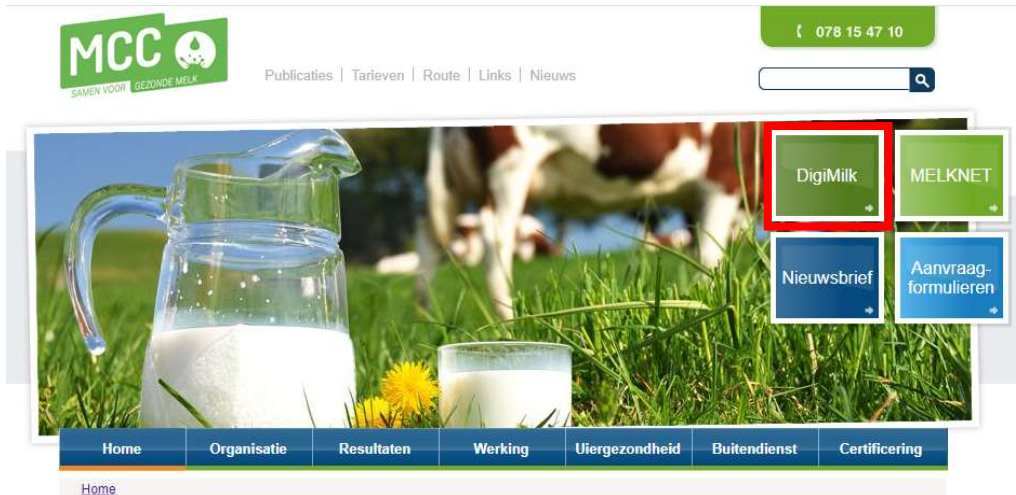 MCC
SAMEN VOOR GEZONDE MELK
078 15 47 10
Publicaties | Tarieven | Route | Links | Nieuws
DigiMilk
MELKNET
Nieuwsbrief
Aanvraag-
formulieren
Home Organisatie Resultaten Werking Uiergezondheid Buitendienst Certificering
Home